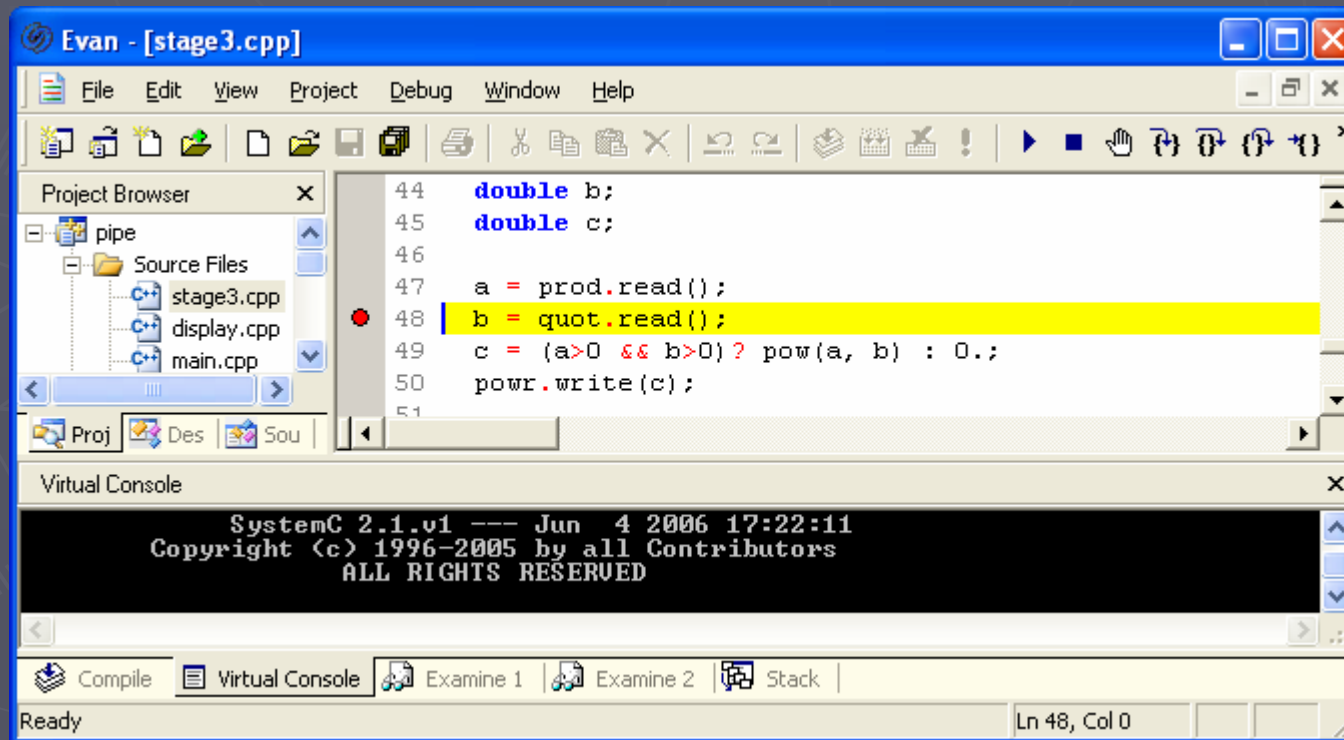 Evan - [stage3.cpp]
File Edit View Project Debug Window Help
Project Browser
pipe
Source Files
stage3.cpp
display.cpp
main.cpp
Proj Des Sou
44 double b;
45 double c;
46
47 a = prod.read();
48 b = quot.read();
49 c = (a>0 && b>0)? pow(a, b) : 0.;
50 powr.write(c);
51
Virtual Console
SystemC 2.1.v1 --- Jun 4 2006 17:22:11
Copyright (c) 1996-2005 by all Contributors
ALL RIGHTS RESERVED
Compile Virtual Console Examine 1 Examine 2 Stack
Ready Ln 48, Col 0